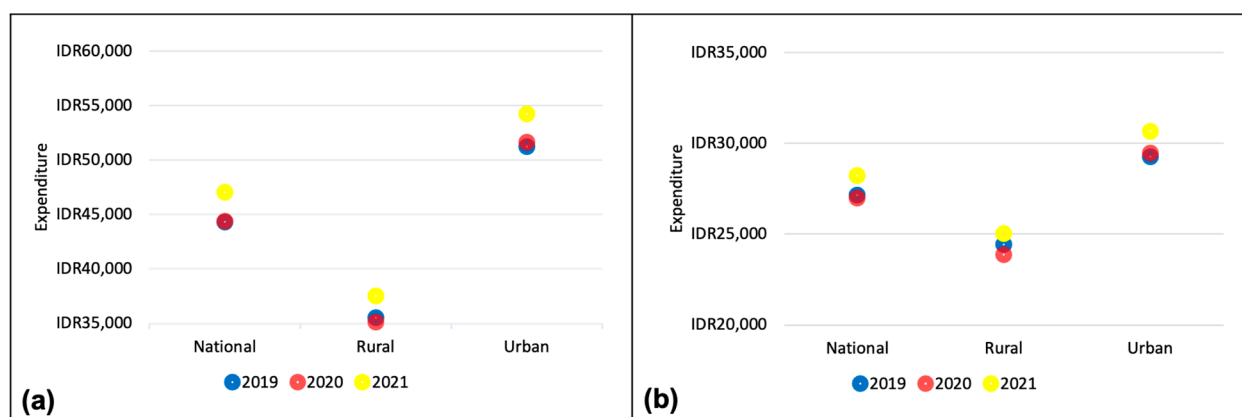 IDR60,000
IDR55,000
IDR50,000
IDR45,000
IDR40,000
IDR35,000
Expenditure
National Rural Urban
2019 2020 2021
(a)
IDR35,000
IDR30,000
IDR25,000
IDR20,000
Expenditure
National Rural Urban
2019 2020 2021
(b)